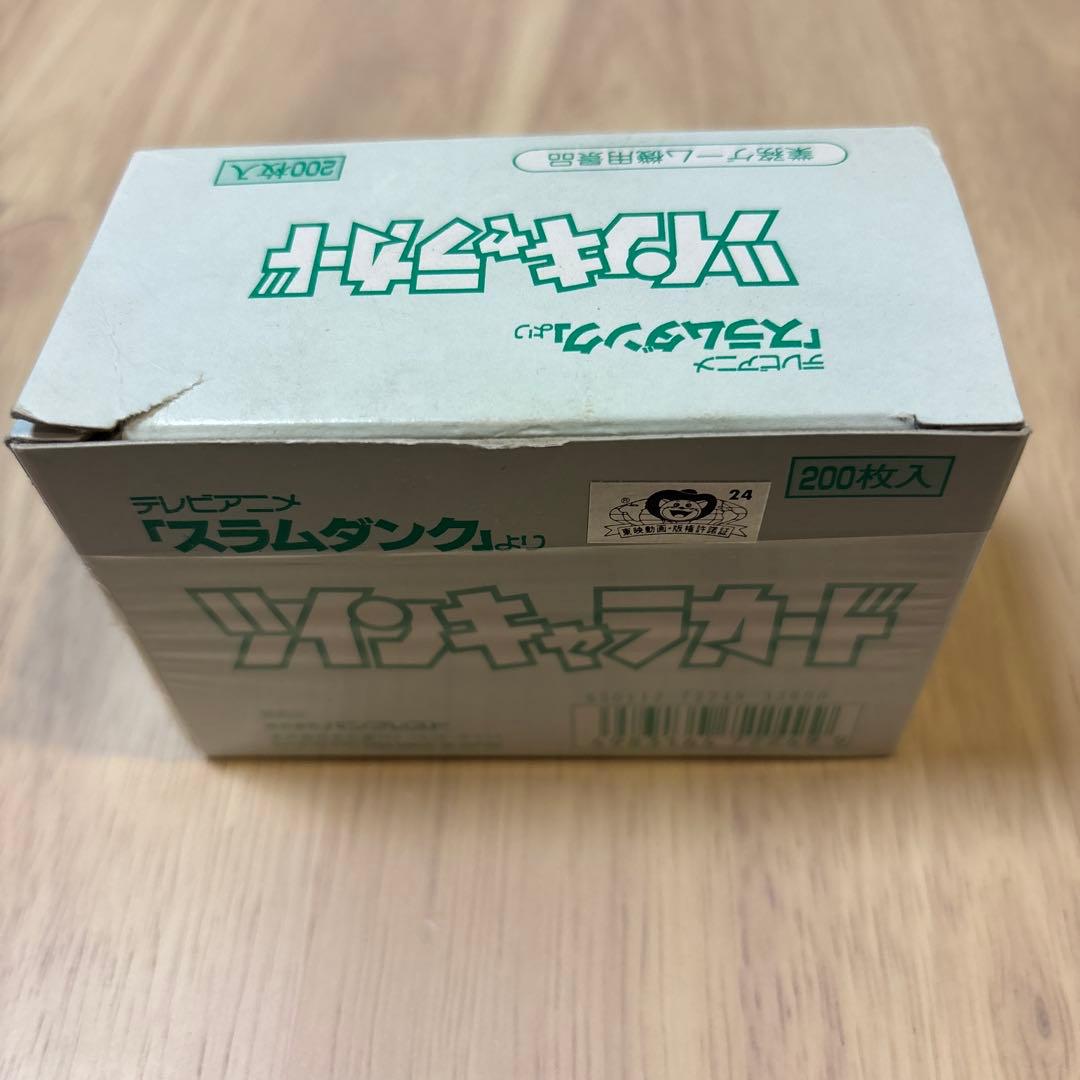 テレビアニメ
「スラムダンク」より
ツインキャラカード
業務ゲーム機用景品
200枚入
テレビアニメ
「スラムダンク」より
200枚入
24
®
東映動画・版権許諾証
ツインキャラカード